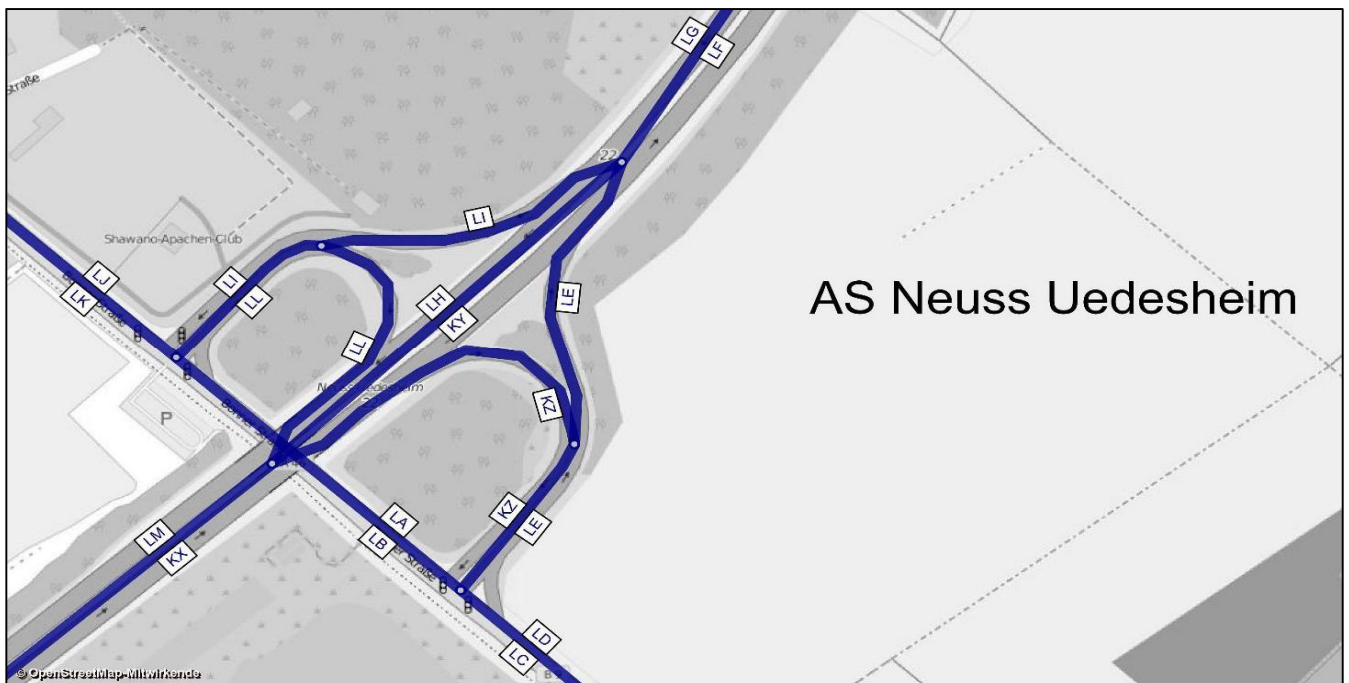 LG
LF
Straße
22
LI
Shawano-Apachen-Club
LJ
LK
LI
LL
LH
KY
LE
AS Neuss Uedesheim
LL
KZ
P
LA
LB
KZ
LE
LM
KX
LD
LC
© OpenStreetMap-Mitwirkende